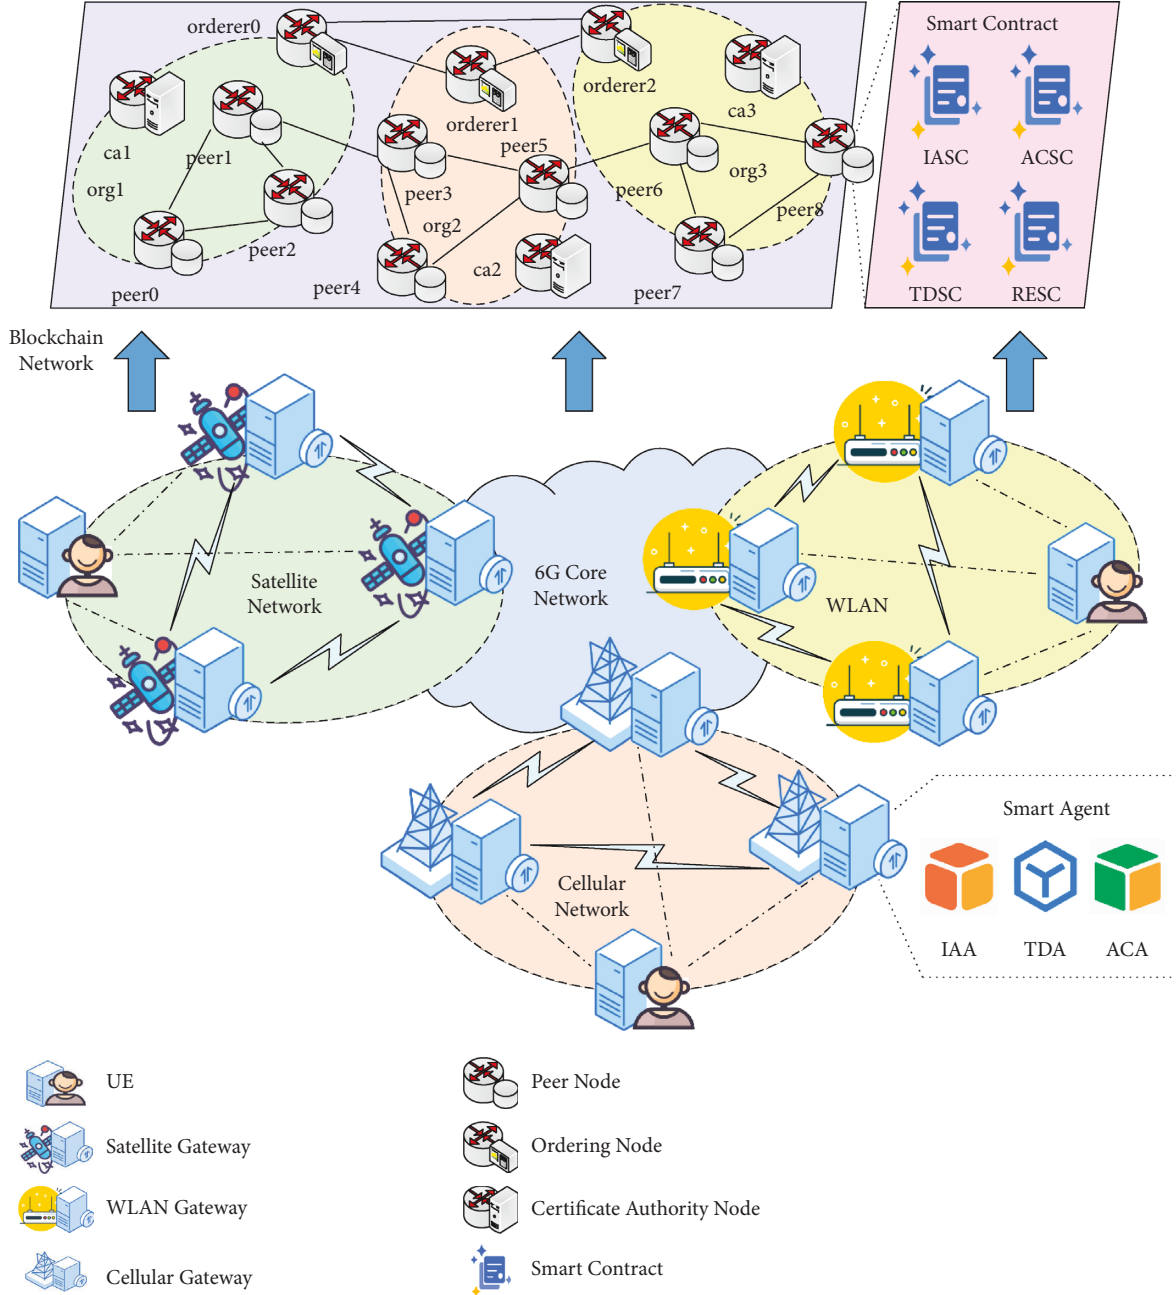 orderer0
Smart Contract
orderer2
ca3
orderer1
ca1
peer1
peer5
IASC
ACSC
org1
peer3
peer6
org3
peer8
org2
peer2
ca2
peer0
peer4
peer7
TDSC
RESC
Blockchain
Network
Satellite
Network
6G Core
Network
WLAN
Cellular
Network
Smart Agent
IAA
TDA
ACA
UE
Satellite Gateway
WLAN Gateway
Cellular Gateway
Peer Node
Ordering Node
Certificate Authority Node
Smart Contract